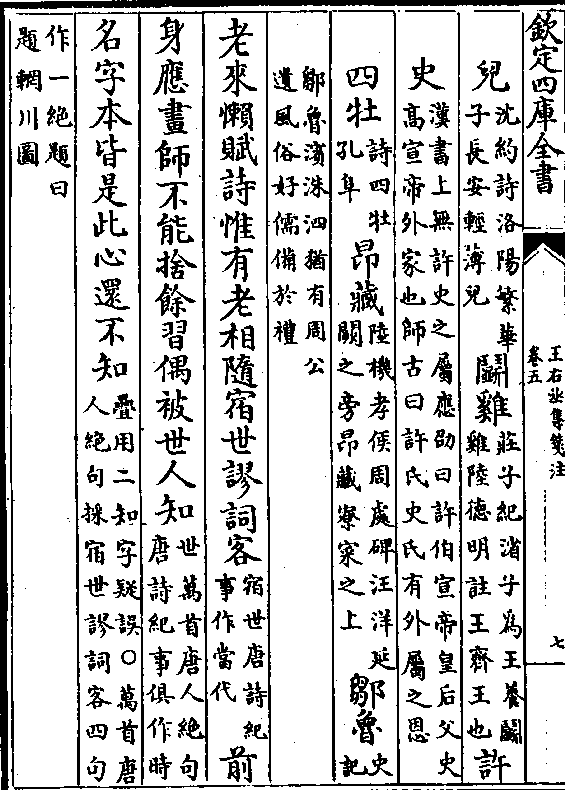 欽定四庫全書
王右丞集箋注
卷五
七
兒
沈約詩洛陽繁華
子長安輕薄兒
鬭雞
莊子紀渻子為王養鬭
雞陸德明註王齊王也
許
史
漢書上無許史之屬應劭曰許伯宣帝皇后父史
高宣帝外家也師古曰許氏史氏有外屬之恩
四牡
詩四牡
孔阜
昂藏
陸機孝侯周處碑汪洋延
闕之旁昂藏寮寀之上
鄒魯
史
記
鄒魯濱洙泗猶有周公
遺風俗好儒備於禮
老來懶賦詩惟有老相隨宿世謬詞客
宿世唐詩紀
事作當代
前
身應畫師不能捨餘習偶被世人知
世萬首唐人絶句
唐詩紀事俱作時
名字本皆是此心還不知
疊用二知字疑誤○萬首唐
人絶句採宿世謬詞客四句
作一絶題曰
題輞川圖